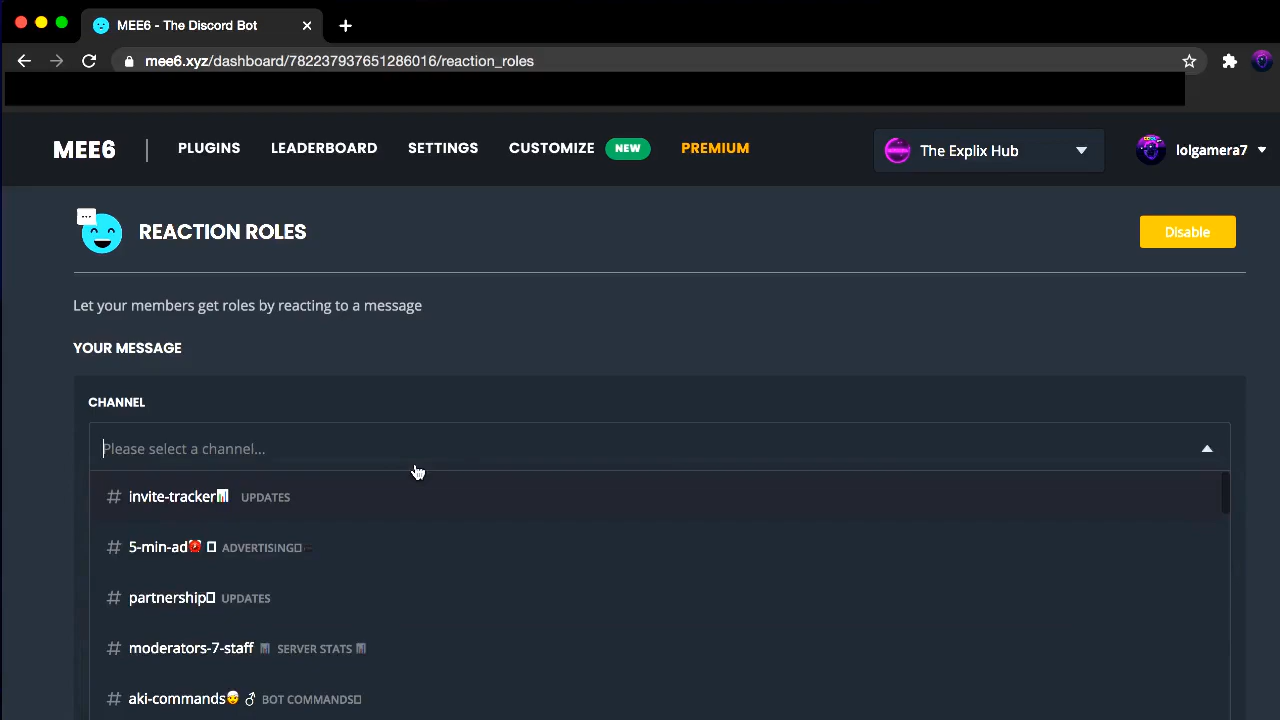 MEE6 - The Discord Bot
mee6.xyz/dashboard/782237937651286016/reaction_roles
MEE6 PLUGINS LEADERBOARD SETTINGS CUSTOMIZE NEW PREMIUM The Explix Hub lolgamera7
REACTION ROLES Disable
Let your members get roles by reacting to a message
YOUR MESSAGE
CHANNEL
Please select a channel...
# invite-tracker📊 UPDATES
# 5-min-ad⏰ ADVERTISING
# partnership UPDATES
# moderators-7-staff 📊 SERVER STATS 📊
# aki-commands👳 ♂ BOT COMMANDS